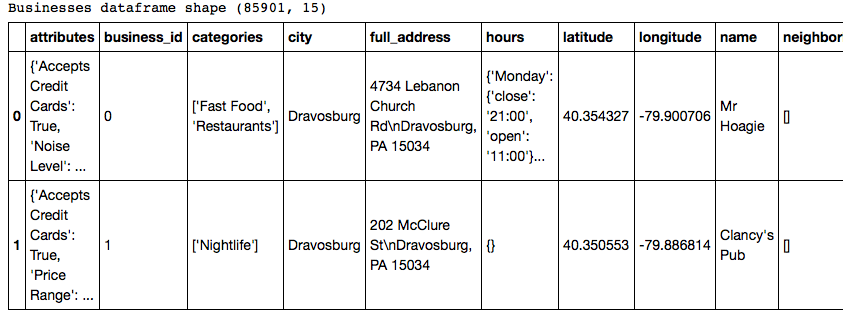 Businesses dataframe shape (85901, 15)
attributes business_id categories city full_address hours latitude longitude name neighbor
0 {'Accepts Credit Cards': True, 'Noise Level': ... 0 ['Fast Food', 'Restaurants'] Dravosburg 4734 Lebanon Church Rd\nDravosburg, PA 15034 {'Monday': {'close': '21:00', 'open': '11:00'}... 40.354327 -79.900706 Mr Hoagie []
1 {'Accepts Credit Cards': True, 'Price Range': ... 1 ['Nightlife'] Dravosburg 202 McClure St\nDravosburg, PA 15034 {} 40.350553 -79.886814 Clancy's Pub []